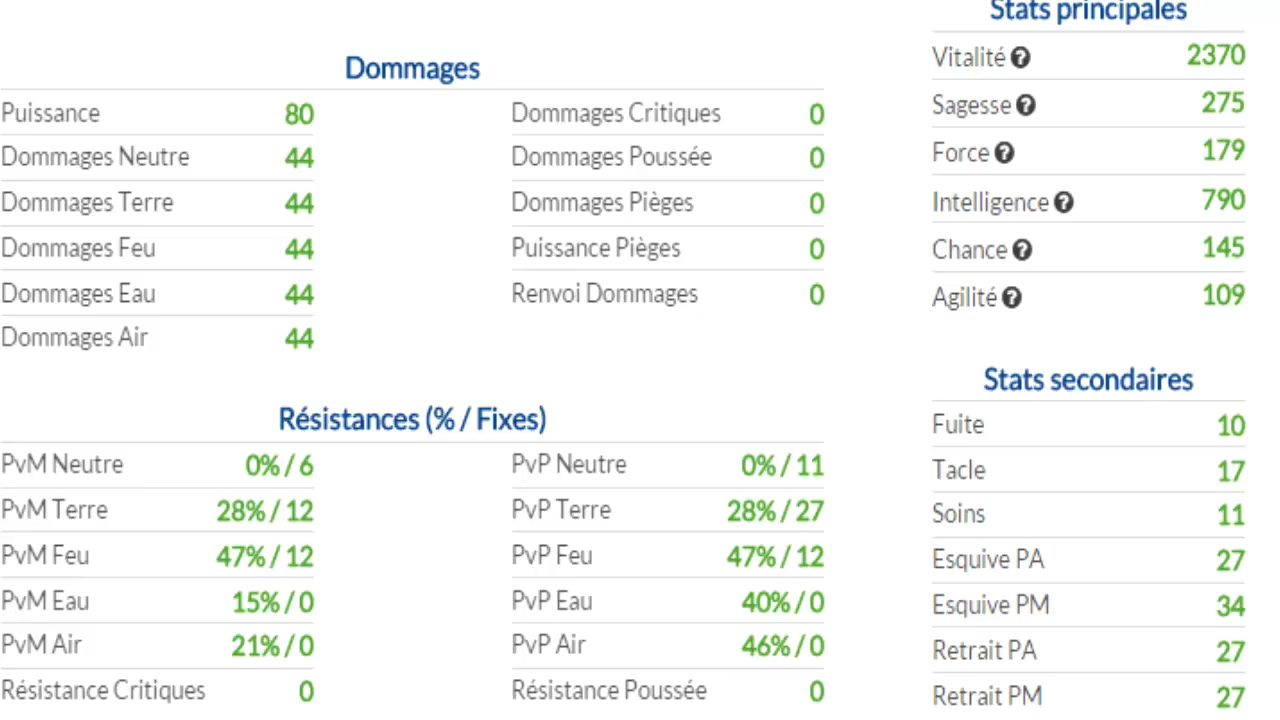 Stats principales
Vitalité ? 2370
Sagesse ? 275
Force ? 179
Intelligence ? 790
Chance ? 145
Agilité ? 109
Dommages
Puissance 80 Dommages Critiques 0
Dommages Neutre 44 Dommages Poussée 0
Dommages Terre 44 Dommages Pièges 0
Dommages Feu 44 Puissance Pièges 0
Dommages Eau 44 Renvoi Dommages 0
Dommages Air 44
Résistances (% / Fixes)
PvM Neutre 0% / 6 PvP Neutre 0% / 11
PvM Terre 28% / 12 PvP Terre 28% / 27
PvM Feu 47% / 12 PvP Feu 47% / 12
PvM Eau 15% / 0 PvP Eau 40% / 0
PvM Air 21% / 0 PvP Air 46% / 0
Résistance Critiques 0 Résistance Poussée 0
Stats secondaires
Fuite 10
Tacle 17
Soins 11
Esquive PA 27
Esquive PM 34
Retrait PA 27
Retrait PM 27